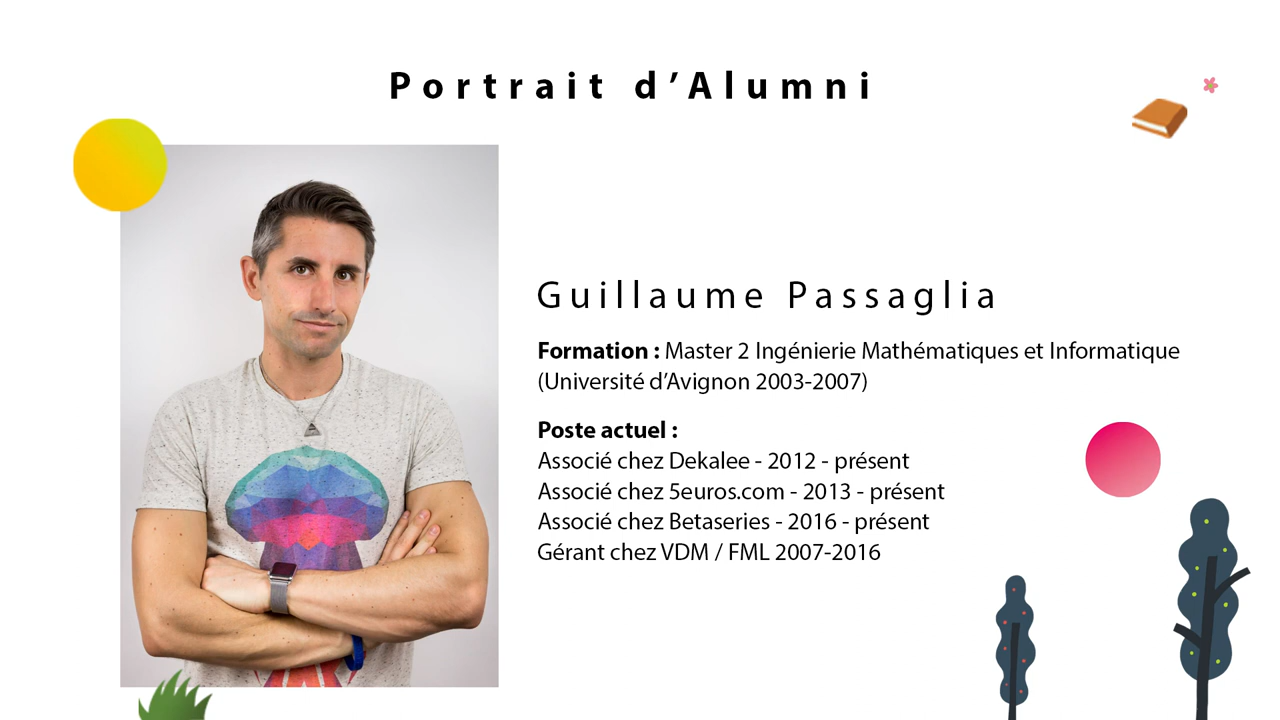 Portrait d’Alumni
Guillaume Passaglia
Formation : Master 2 Ingénierie Mathématiques et Informatique
(Université d’Avignon 2003-2007)
Poste actuel :
Associé chez Dekalee - 2012 - présent
Associé chez 5euros.com - 2013 - présent
Associé chez Betaseries - 2016 - présent
Gérant chez VDM / FML 2007-2016